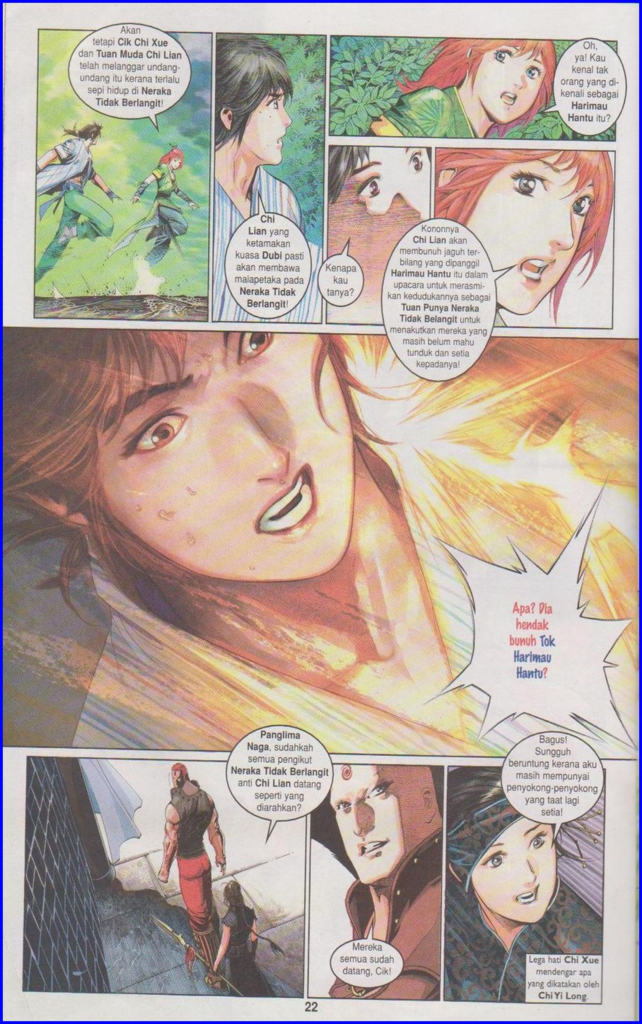 Akan
tetapi Cik Chi Xue
dan Tuan Muda Chi Lian
telah melanggar undang-
undang itu kerana terlalu
sepi hidup di Neraka
Tidak Berlangit!
Chi
Lian yang
ketamakan
kuasa Dubi pasti
akan membawa
malapetaka pada
Neraka Tidak
Berlangit!
Oh,
ya! Kau
kenal tak
orang yang di-
kenali sebagai
Harimau
Hantu itu?
Kenapa
kau
tanya?
Kononnya
Chi Lian akan
membunuh jaguh ter-
bilang yang dipanggil
Harimau Hantu itu dalam
upacara untuk merasmi-
kan kedudukannya sebagai
Tuan Punya Neraka
Tidak Belangit untuk
menakutkan mereka yang
masih belum mahu
tunduk dan setia
kepadanya!
Apa? Dia
hendak
bunuh Tok
Harimau
Hantu?
Panglima
Naga, sudahkah
semua pengikut
Neraka Tidak Berlangit
anti Chi Lian datang
seperti yang
diarahkan?
Mereka
semua sudah
datang, Cik!
Bagus!
Sungguh
beruntung kerana aku
masih mempunyai
penyokong-penyokong
yang taat lagi
setia!
Lega hati Chi Xue
mendengar apa
yang dikatakan oleh
Chi Yi Long.
22